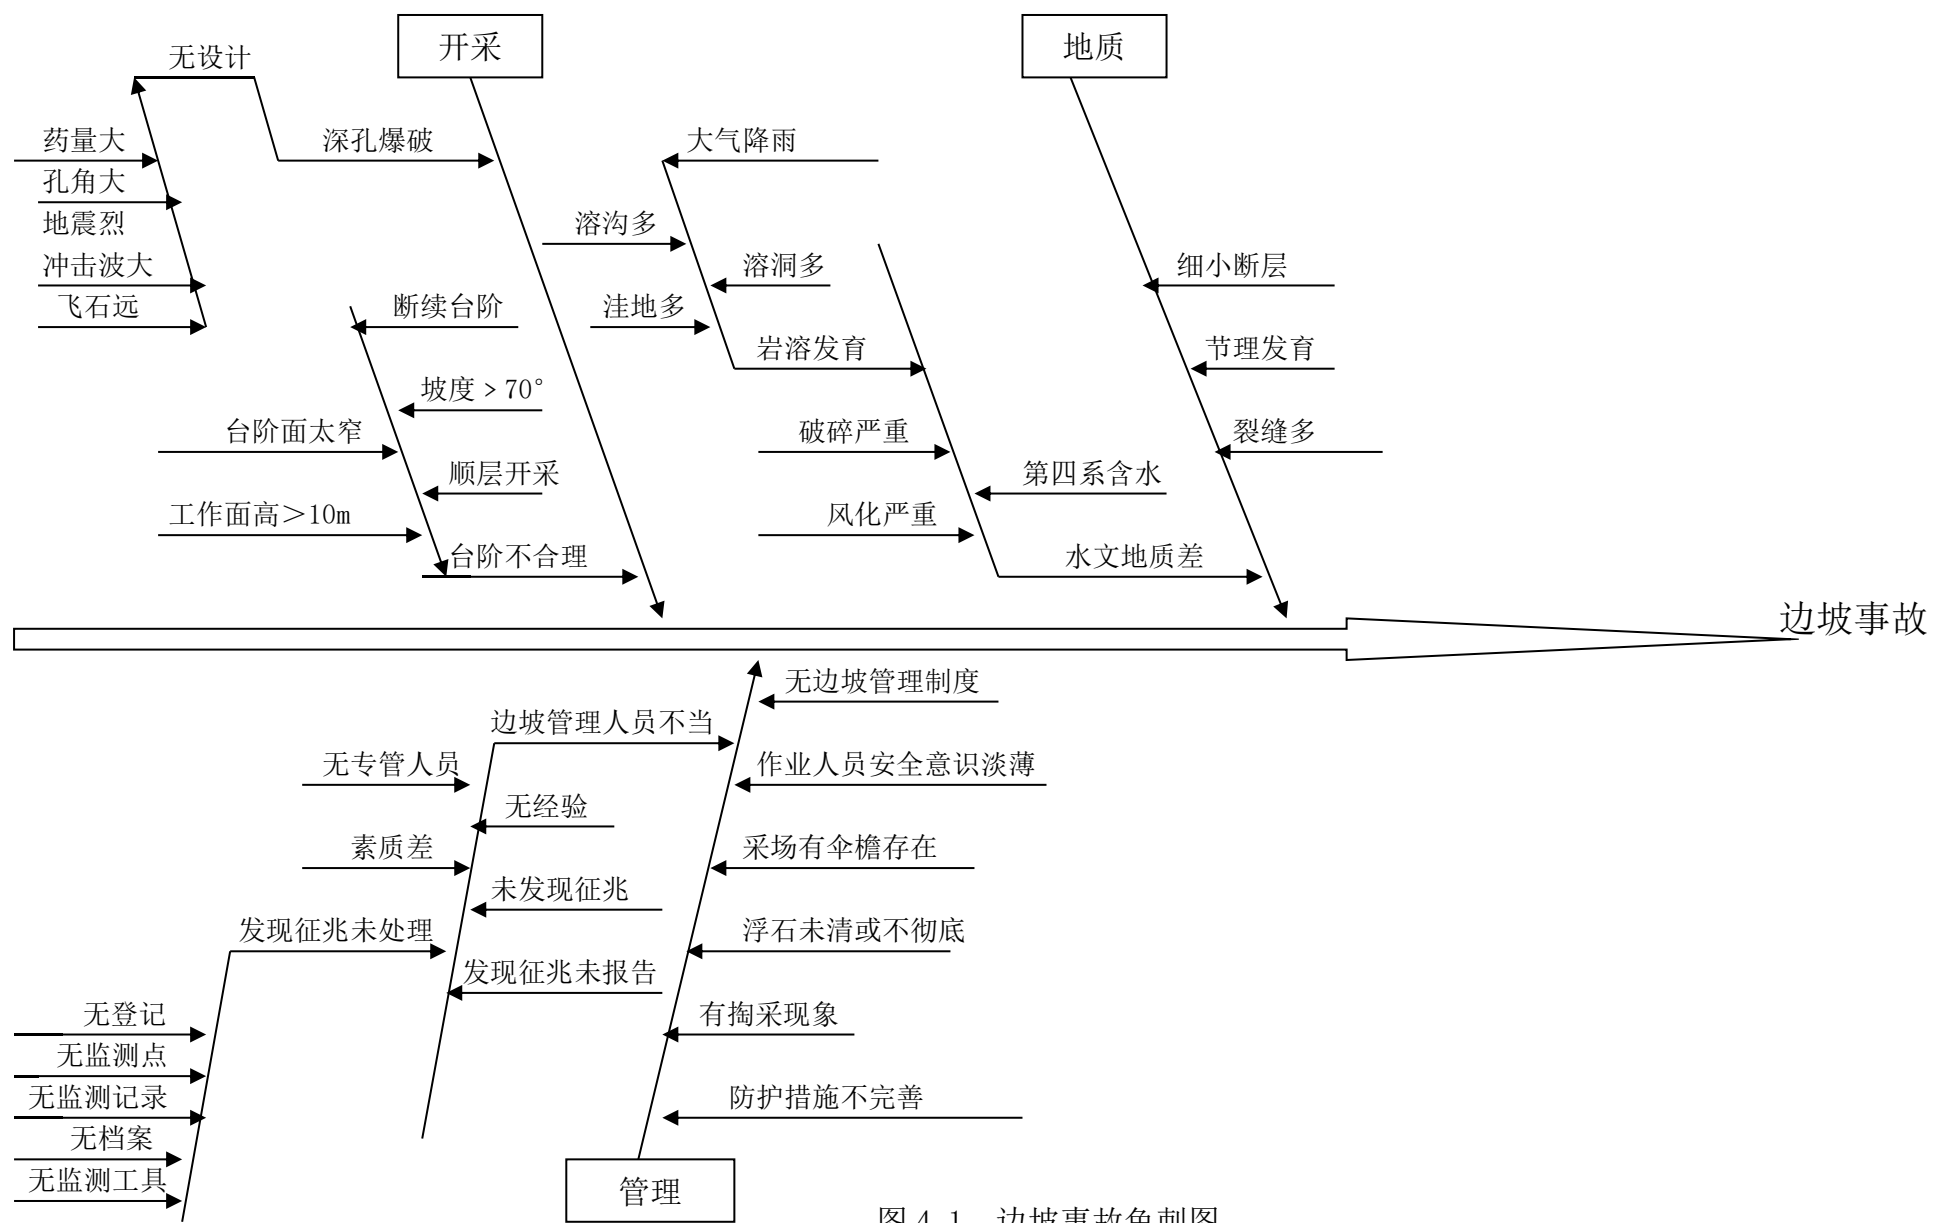 开采
地质
无设计
药量大
深孔爆破
大气降雨
孔角大
地震烈
溶沟多
冲击波大
溶洞多
细小断层
飞石远
断续台阶
洼地多
岩溶发育
节理发育
坡度>70°
台阶面太窄
破碎严重
裂缝多
顺层开采
第四系含水
工作面高>10m
风化严重
台阶不合理
水文地质差
边坡事故
无边坡管理制度
边坡管理人员不当
无专管人员
作业人员安全意识淡薄
无经验
素质差
采场有伞檐存在
未发现征兆
发现征兆未处理
浮石未清或不彻底
发现征兆未报告
无登记
有掏采现象
无监测点
无监测记录
防护措施不完善
无档案
无监测工具
管理
图 4-1 边坡事故鱼刺图